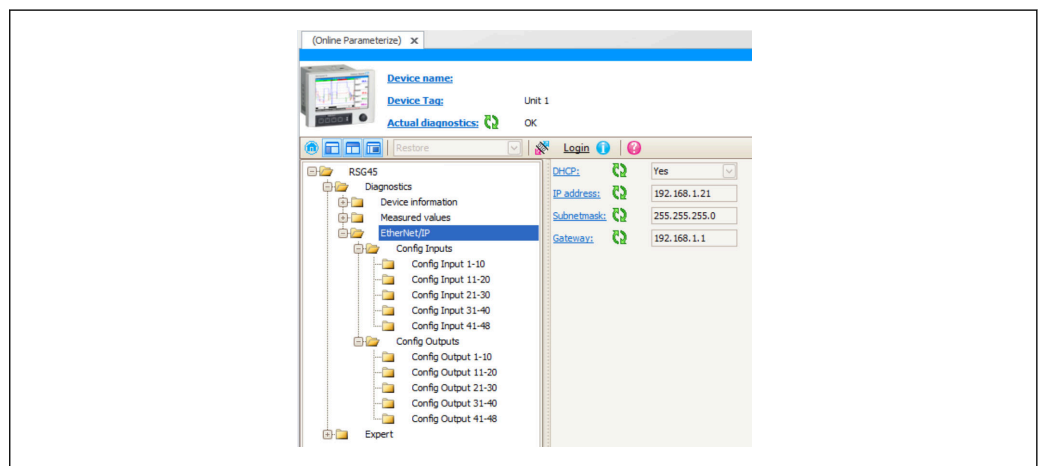 (Online Parameterize) x
Device name:
Device Tag: Unit 1
Actual diagnostics: OK
Restore
Login
RSG45
Diagnostics
Device information
Measured values
EtherNet/IP
Config Inputs
Config Input 1-10
Config Input 11-20
Config Input 21-30
Config Input 31-40
Config Input 41-48
Config Outputs
Config Output 1-10
Config Output 11-20
Config Output 21-30
Config Output 31-40
Config Output 41-48
Expert
DHCP: Yes
IP address: 192.168.1.21
Subnetmask: 255.255.255.0
Gateway: 192.168.1.1